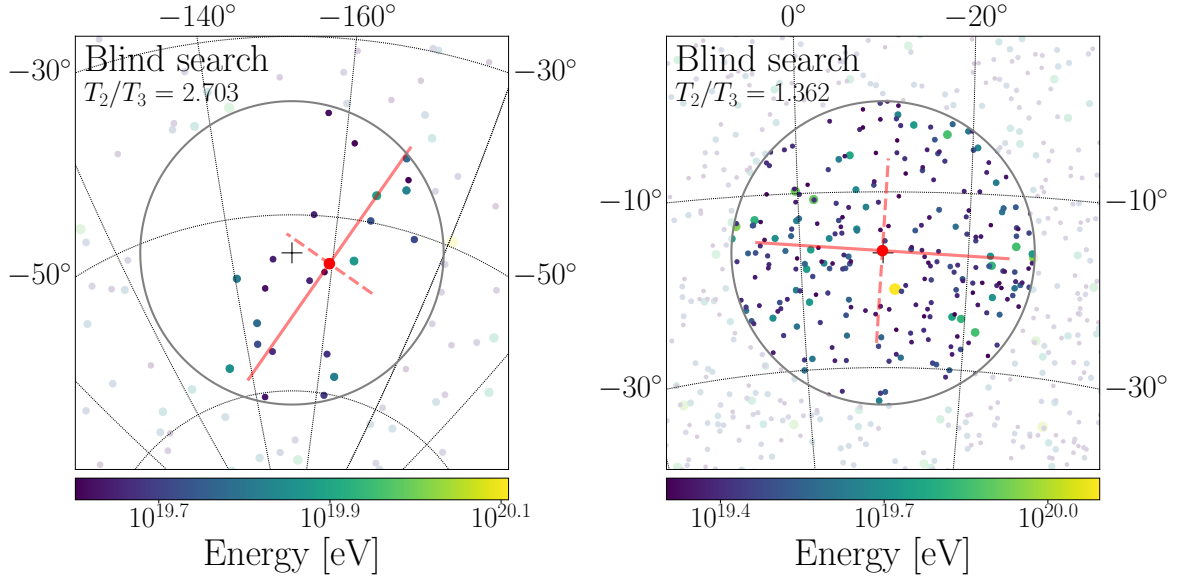 −140° −160°
Blind search
T₂/T₃ = 2.703
−30° −30°
−50° −50°
10^19.7 10^19.9 10^20.1
Energy [eV]
0° −20°
Blind search
T₂/T₃ = 1.362
−10° −10°
−30° −30°
10^19.4 10^19.7 10^20.0
Energy [eV]